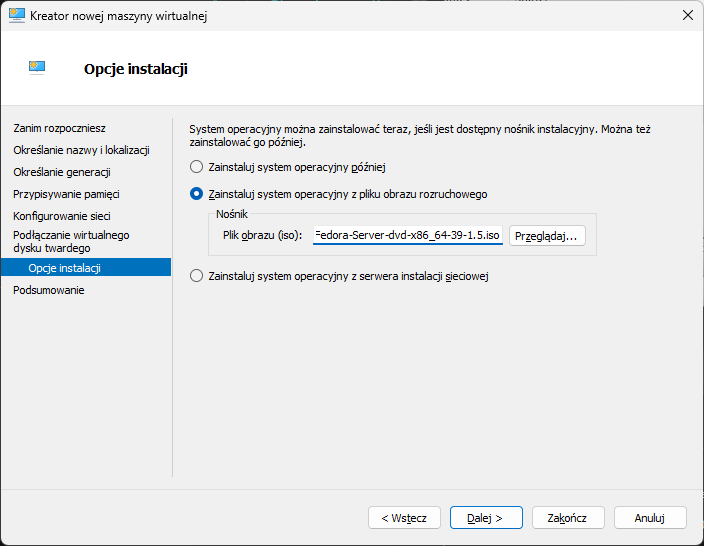 Kreator nowej maszyny wirtualnej
Opcje instalacji
Zanim rozpoczniesz
Określanie nazwy i lokalizacji
Określanie generacji
Przypisywanie pamięci
Konfigurowanie sieci
Podłączanie wirtualnego
dysku twardego
Opcje instalacji
Podsumowanie
System operacyjny można zainstalować teraz, jeśli jest dostępny nośnik instalacyjny. Można też
zainstalować go później.
Zainstaluj system operacyjny później
Zainstaluj system operacyjny z pliku obrazu rozruchowego
Nośnik
Plik obrazu (iso): Fedora-Server-dvd-x86_64-39-1.5.iso Przeglądaj...
Zainstaluj system operacyjny z serwera instalacji sieciowej
< Wstecz Dalej > Zakończ Anuluj